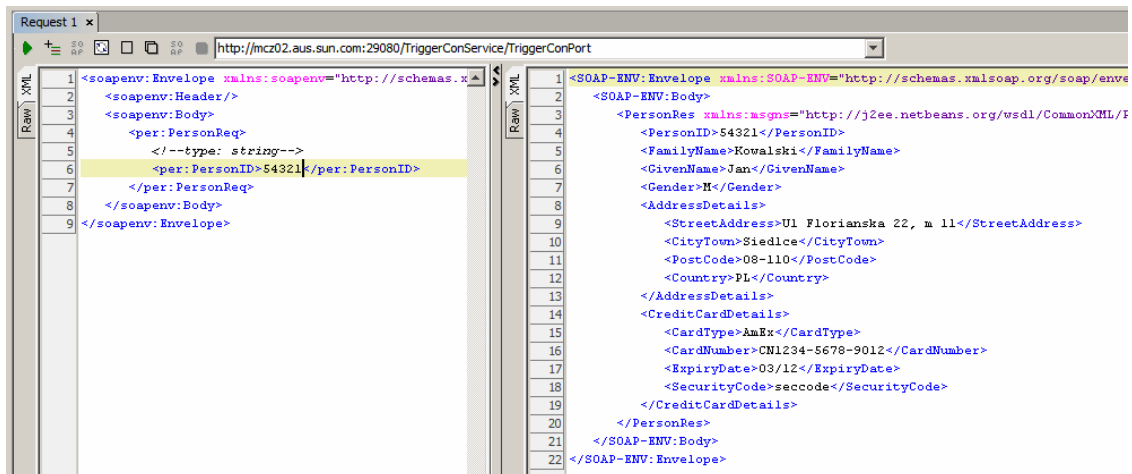 Request 1 ×
http://mcz02.aus.sun.com:29080/TriggerConService/TriggerConPort
XML
Raw
1 <soapenv:Envelope xmlns:soapenv="http://schemas.x
2 <soapenv:Header/>
3 <soapenv:Body>
4 <per:PersonReq>
5 <!--type: string-->
6 <per:PersonID>54321</per:PersonID>
7 </per:PersonReq>
8 </soapenv:Body>
9 </soapenv:Envelope>
XML
Raw
1 <SOAP-ENV:Envelope xmlns:SOAP-ENV="http://schemas.xmlsoap.org/soap/enve
2 <SOAP-ENV:Body>
3 <PersonRes xmlns:msgns="http://j2ee.netbeans.org/wsdl/CommonXML/P
4 <PersonID>54321</PersonID>
5 <FamilyName>Kowalski</FamilyName>
6 <GivenName>Jan</GivenName>
7 <Gender>M</Gender>
8 <AddressDetails>
9 <StreetAddress>Ul Florianska 22, m 11</StreetAddress>
10 <CityTown>Siedlce</CityTown>
11 <PostCode>08-110</PostCode>
12 <Country>PL</Country>
13 </AddressDetails>
14 <CreditCardDetails>
15 <CardType>AmEx</CardType>
16 <CardNumber>CN1234-5678-9012</CardNumber>
17 <ExpiryDate>03/12</ExpiryDate>
18 <SecurityCode>seccode</SecurityCode>
19 </CreditCardDetails>
20 </PersonRes>
21 </SOAP-ENV:Body>
22 </SOAP-ENV:Envelope>